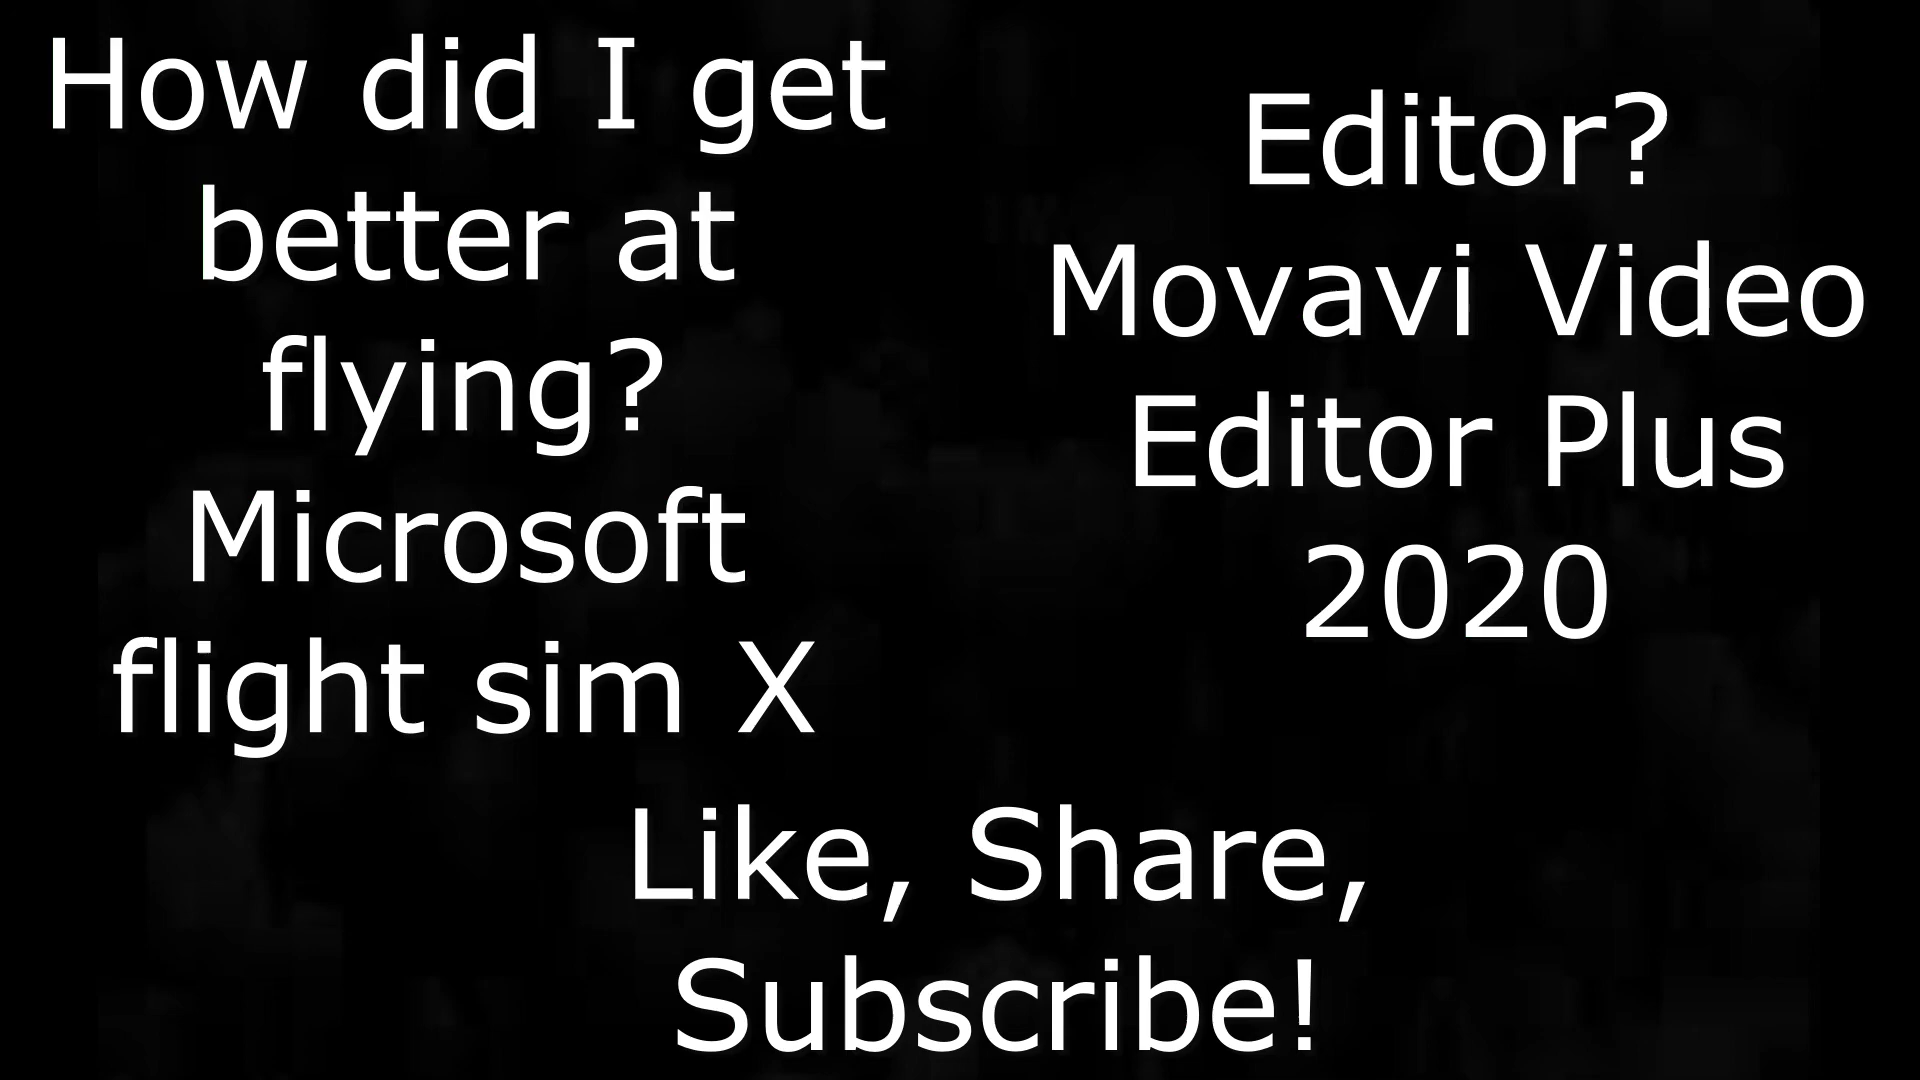 How did I get
better at
flying?
Microsoft
flight sim X
Editor?
Movavi Video
Editor Plus
2020
Like, Share,
Subscribe!